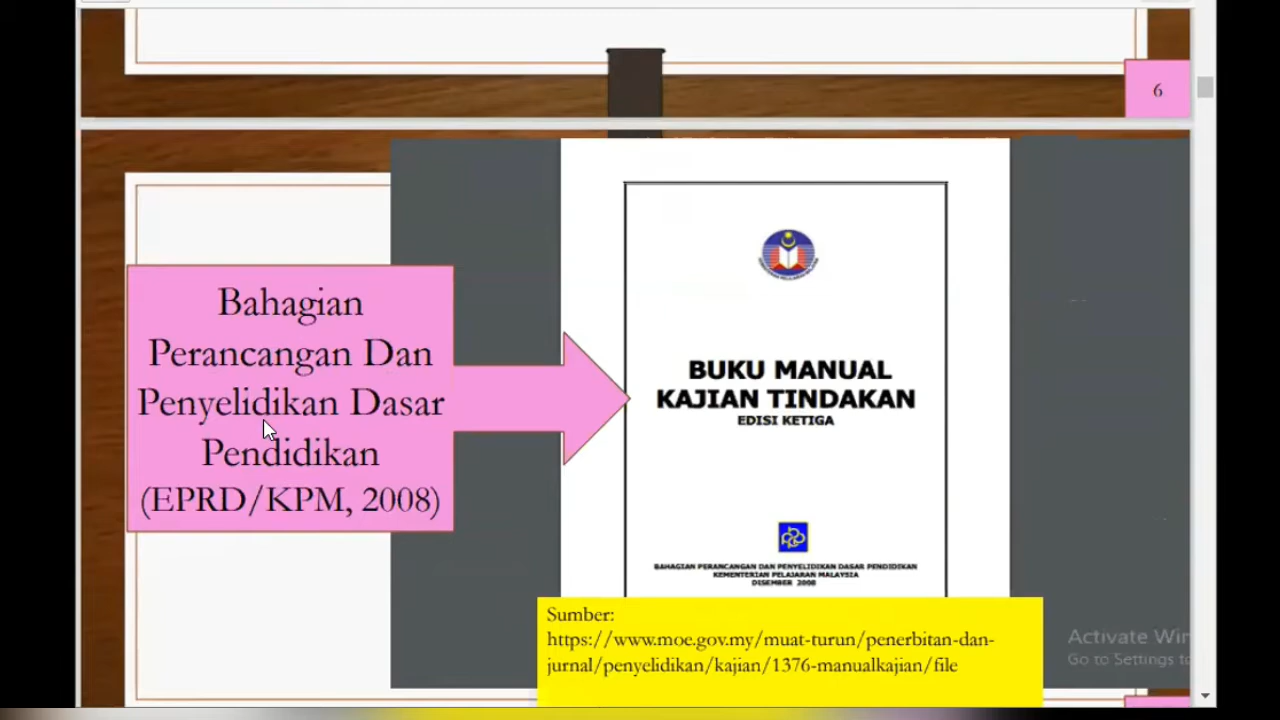 6
Bahagian
Perancangan Dan
Penyelidikan Dasar
Pendidikan
(EPRD/KPM, 2008)
BUKU MANUAL
KAJIAN TINDAKAN
EDISI KETIGA
BAHAGIAN PERANCANGAN DAN PENYELIDIKAN DASAR PENDIDIKAN
KEMENTERIAN PELAJARAN MALAYSIA
DISEMBER 2008
Sumber:
https://www.moe.gov.my/muat-turun/penerbitan-dan-
jurnal/penyelidikan/kajian/1376-manualkajian/file
Activate Win
Go to Settings to